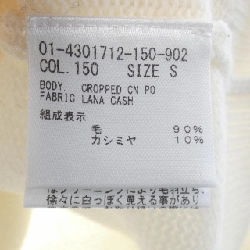 01-4301712-150-902
COL.150 SIZE S
BODY. CROPPED CN PO
FABRIC LANA CASH
組成表示
毛 90%
カシミヤ 10%
徐々に白っぽく見える事があり